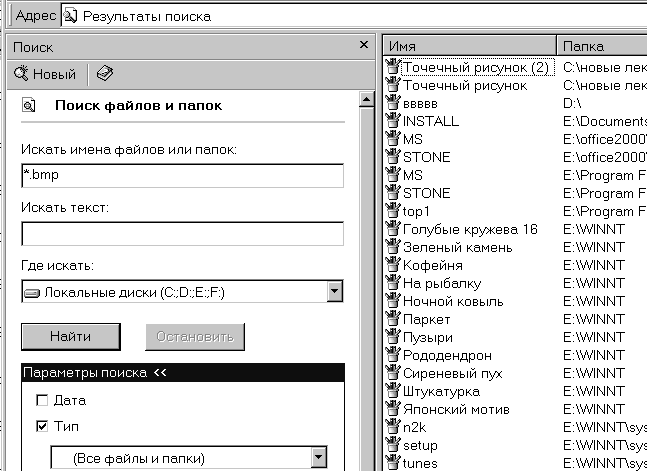 Адрес Результаты поиска
Поиск
Новый
Поиск файлов и папок
Искать имена файлов или папок:
*.bmp
Искать текст:
Где искать:
Локальные диски (C:;D:;E:;F:)
Найти Остановить
Параметры поиска <<
Дата
Тип
(Все файлы и папки)
Имя Папка
Точечный рисунок (2) C:\новые лек
Точечный рисунок C:\новые лек
ввввв D:\
INSTALL E:\Documents
MS E:\office2000\
STONE E:\office2000\
MS E:\Program F
STONE E:\Program F
top1 E:\Program F
Голубые кружева 16 E:\WINNT
Зеленый камень E:\WINNT
Кофейня E:\WINNT
На рыбалку E:\WINNT
Ночной ковыль E:\WINNT
Паркет E:\WINNT
Пузыри E:\WINNT
Рододендрон E:\WINNT
Сиреневый пух E:\WINNT
Штукатурка E:\WINNT
Японский мотив E:\WINNT
n2k E:\WINNT\sys
setup E:\WINNT\sys
tunes E:\WINNT\sys